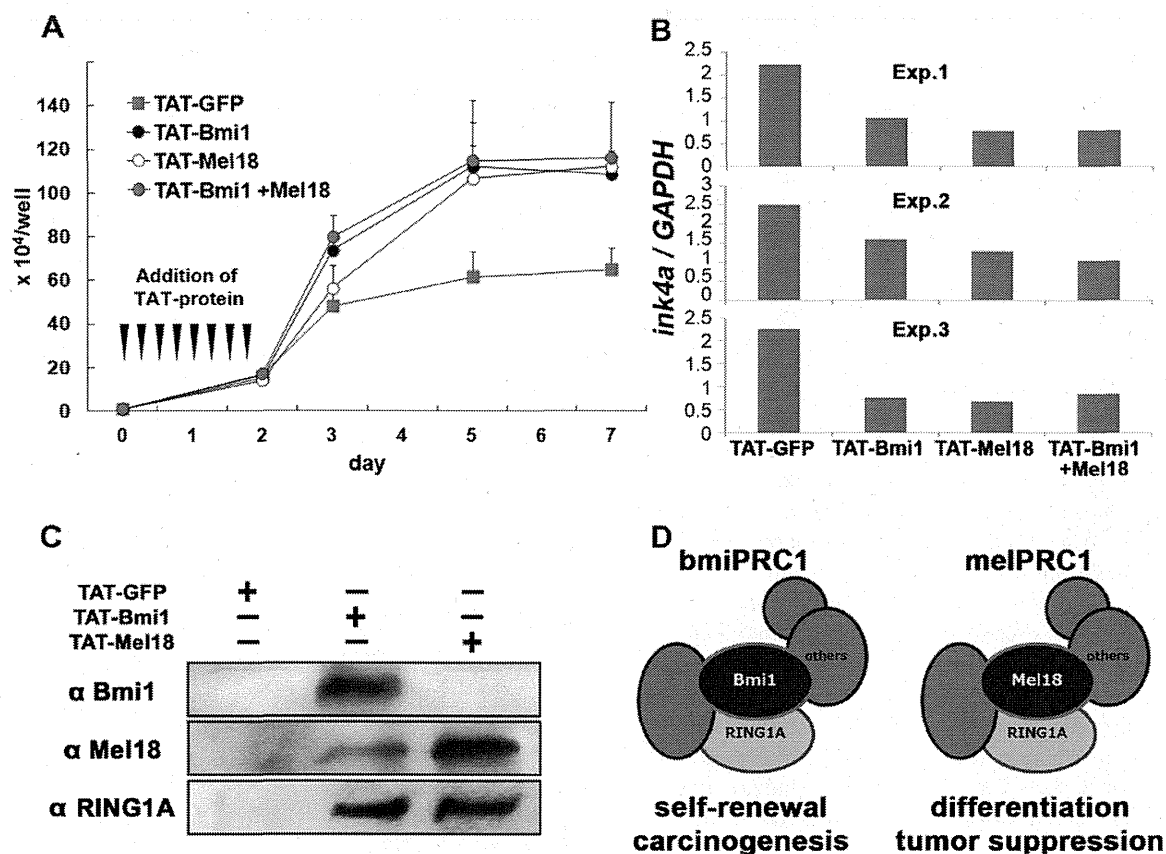 A
x 10⁴/well
140
120
100
80
60
40
20
0
TAT-GFP
TAT-Bmi1
TAT-Mel18
TAT-Bmi1 +Mel18
Addition of
TAT-protein
0 1 2 3 4 5 6 7
day
B
ink4a / GAPDH
2.5
2
1.5
1
0.5
0
Exp.1
3
2.5
2
1.5
1
0.5
0
Exp.2
2.5
2
1.5
1
0.5
0
Exp.3
TAT-GFP TAT-Bmi1 TAT-Mel18 TAT-Bmi1
+Mel18
C
TAT-GFP + – –
TAT-Bmi1 – + –
TAT-Mel18 – – +
α Bmi1
α Mel18
α RING1A
D
bmiPRC1
others
Bmi1
RING1A
self-renewal
carcinogenesis
melPRC1
others
Mel18
RING1A
differentiation
tumor suppression